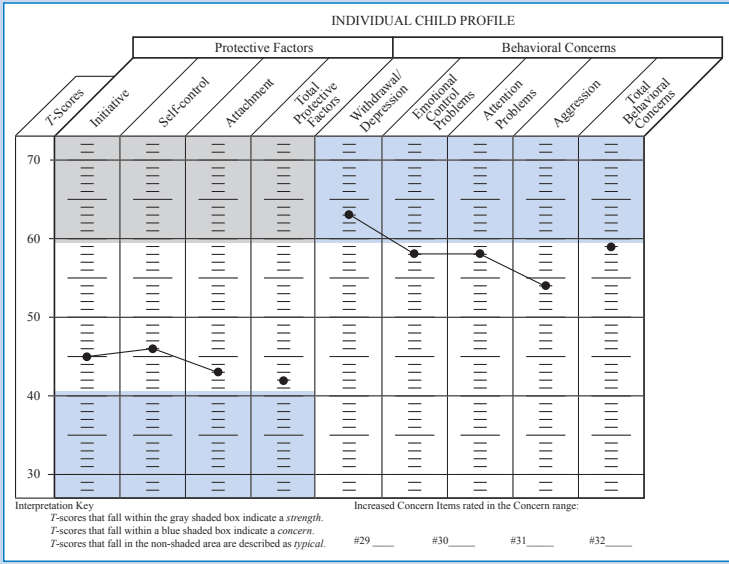 INDIVIDUAL CHILD PROFILE
Protective Factors
Behavioral Concerns
T-Scores
Initiative
Self-control
Attachment
Total
Protective
Factors
Withdrawal/
Depression
Emotional
Control
Problems
Attention
Problems
Aggression
Total
Behavioral
Concerns
70
60
50
40
30
Interpretation Key
T-scores that fall within the gray shaded box indicate a strength.
T-scores that fall within a blue shaded box indicate a concern.
T-scores that fall in the non-shaded area are described as typical.
Increased Concern Items rated in the Concern range:
#29 ____ #30_____ #31_____ #32_____